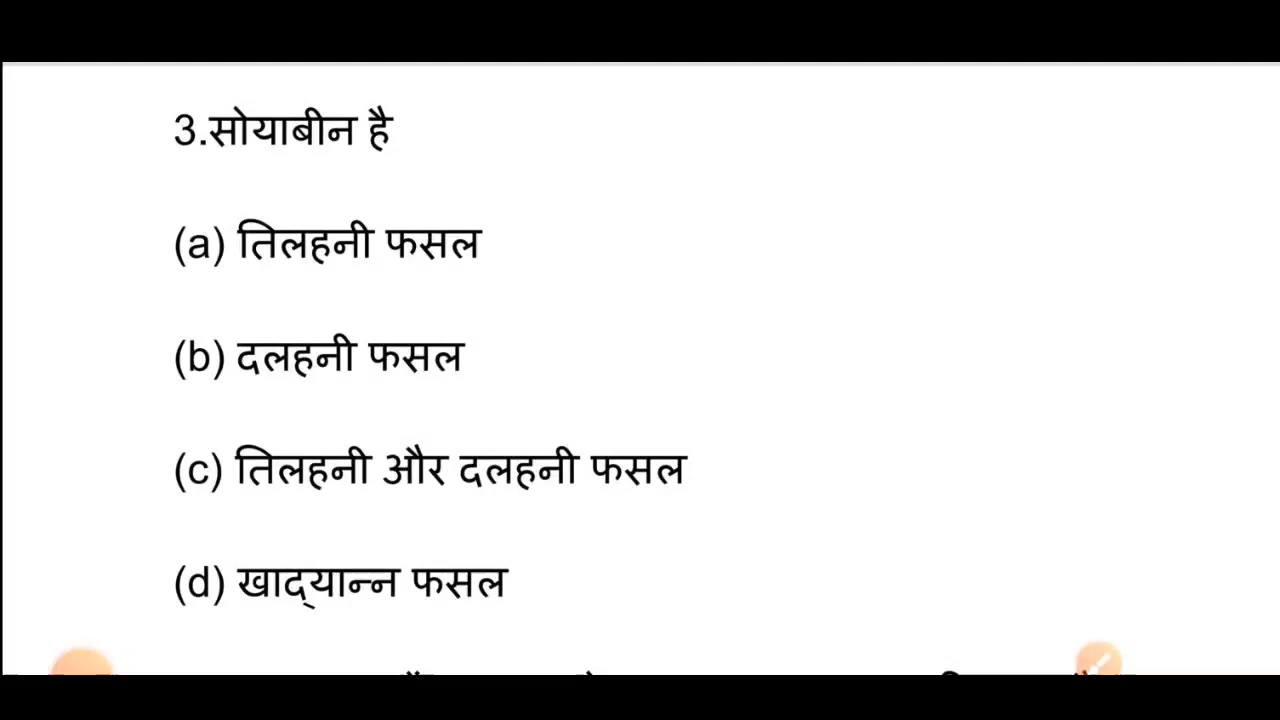 3.सोयाबीन है
(a) तिलहनी फसल
(b) दलहनी फसल
(c) तिलहनी और दलहनी फसल
(d) खाद्‌यान्न फसल